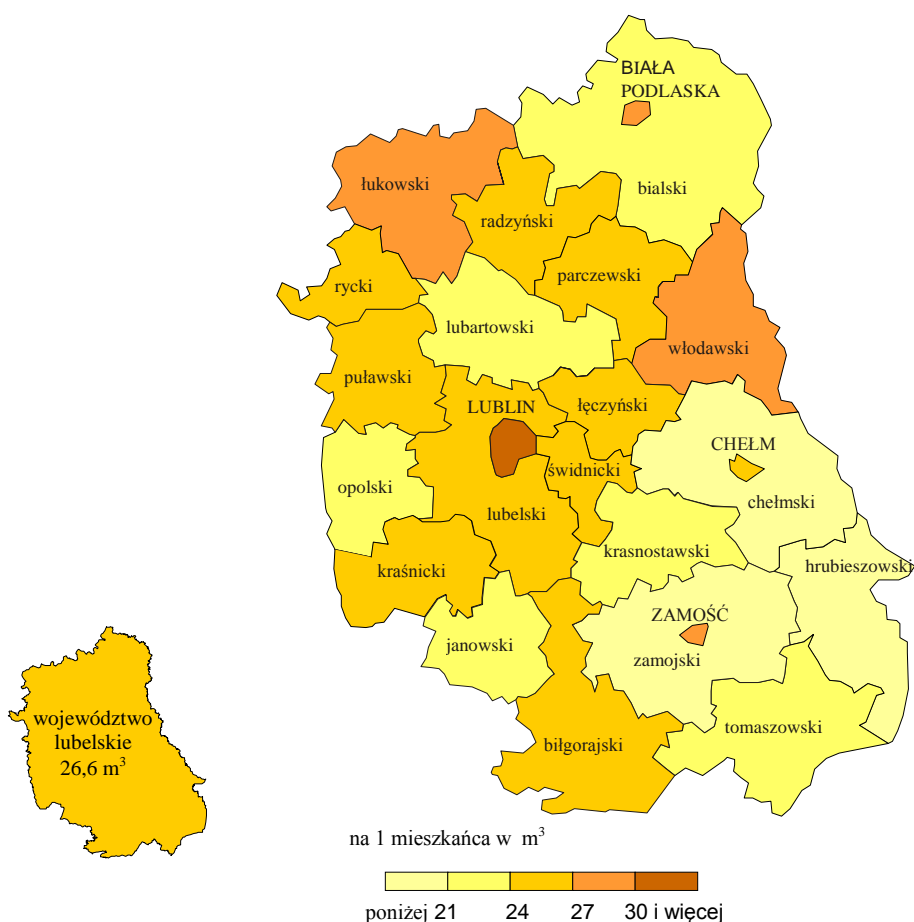 BIAŁA
PODLASKA
łukowski
bialski
radzyński
parczewski
rycki
lubartowski
włodawski
puławski
LUBLIN
łęczyński
CHEŁM
świdnicki
opolski
chełmski
lubelski
krasnostawski
hrubieszowski
kraśnicki
ZAMOŚĆ
janowski
zamojski
województwo
lubelskie
26,6 m³
tomaszowski
biłgorajski
na 1 mieszkańca w m³
poniżej 21 24 27 30 i więcej